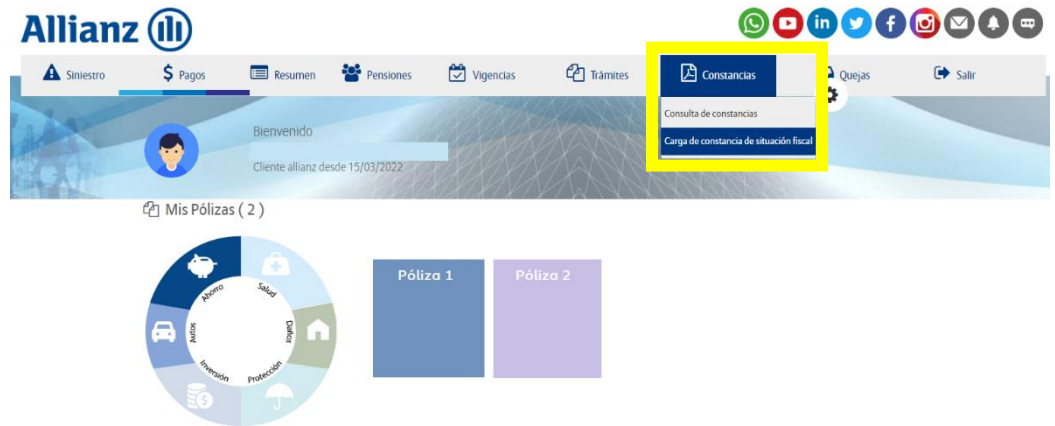 Allianz
Siniestro
Pagos
Resumen
Pensiones
Vigencias
Trámites
Constancias
Quejas
Salir
Consulta de constancias
Carga de constancia de situación fiscal
Bienvenido
Cliente allianz desde 15/03/2022
Mis Pólizas ( 2 )
Póliza 1
Póliza 2
Ahorro
Salud
Autos
Daños
Inversión
Protección